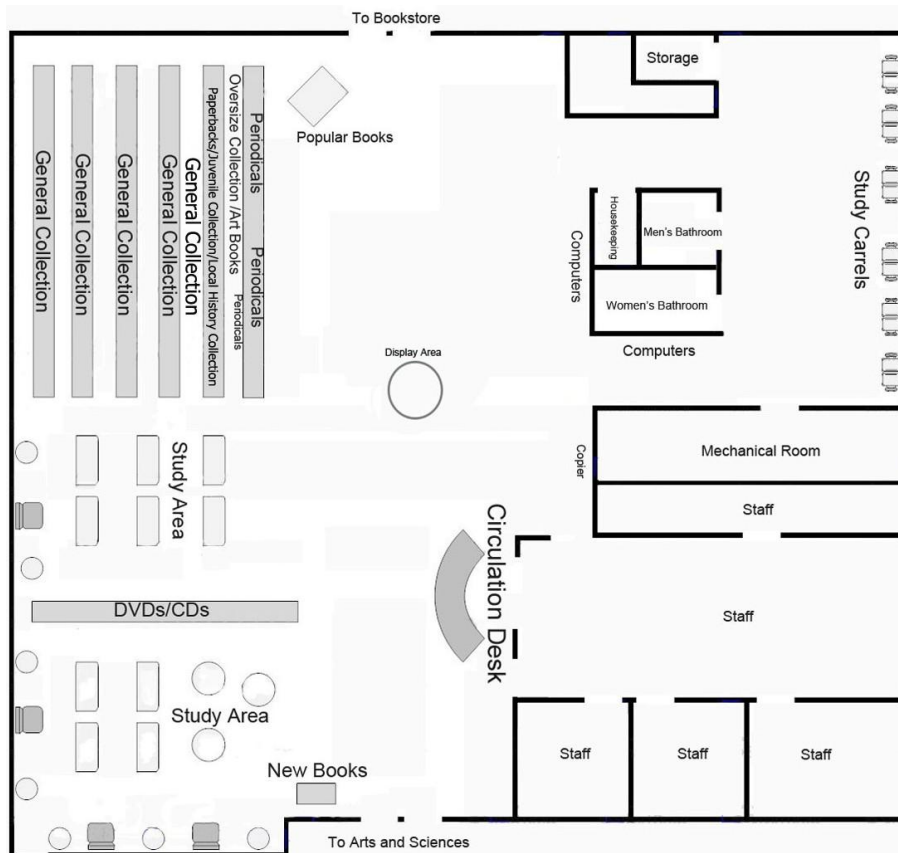 To Bookstore
Storage
Popular Books
General Collection
General Collection
General Collection
General Collection
General Collection
Paperbacks/Juvenile Collection/Local History Collection
Oversize Collection /Art Books
Periodicals
Periodicals
Periodicals
Housekeeping
Men's Bathroom
Women's Bathroom
Computers
Computers
Study Carrels
Display Area
Study Area
Copier
Mechanical Room
Staff
Circulation Desk
DVDs/CDs
Staff
Study Area
New Books
Staff
Staff
Staff
To Arts and Sciences